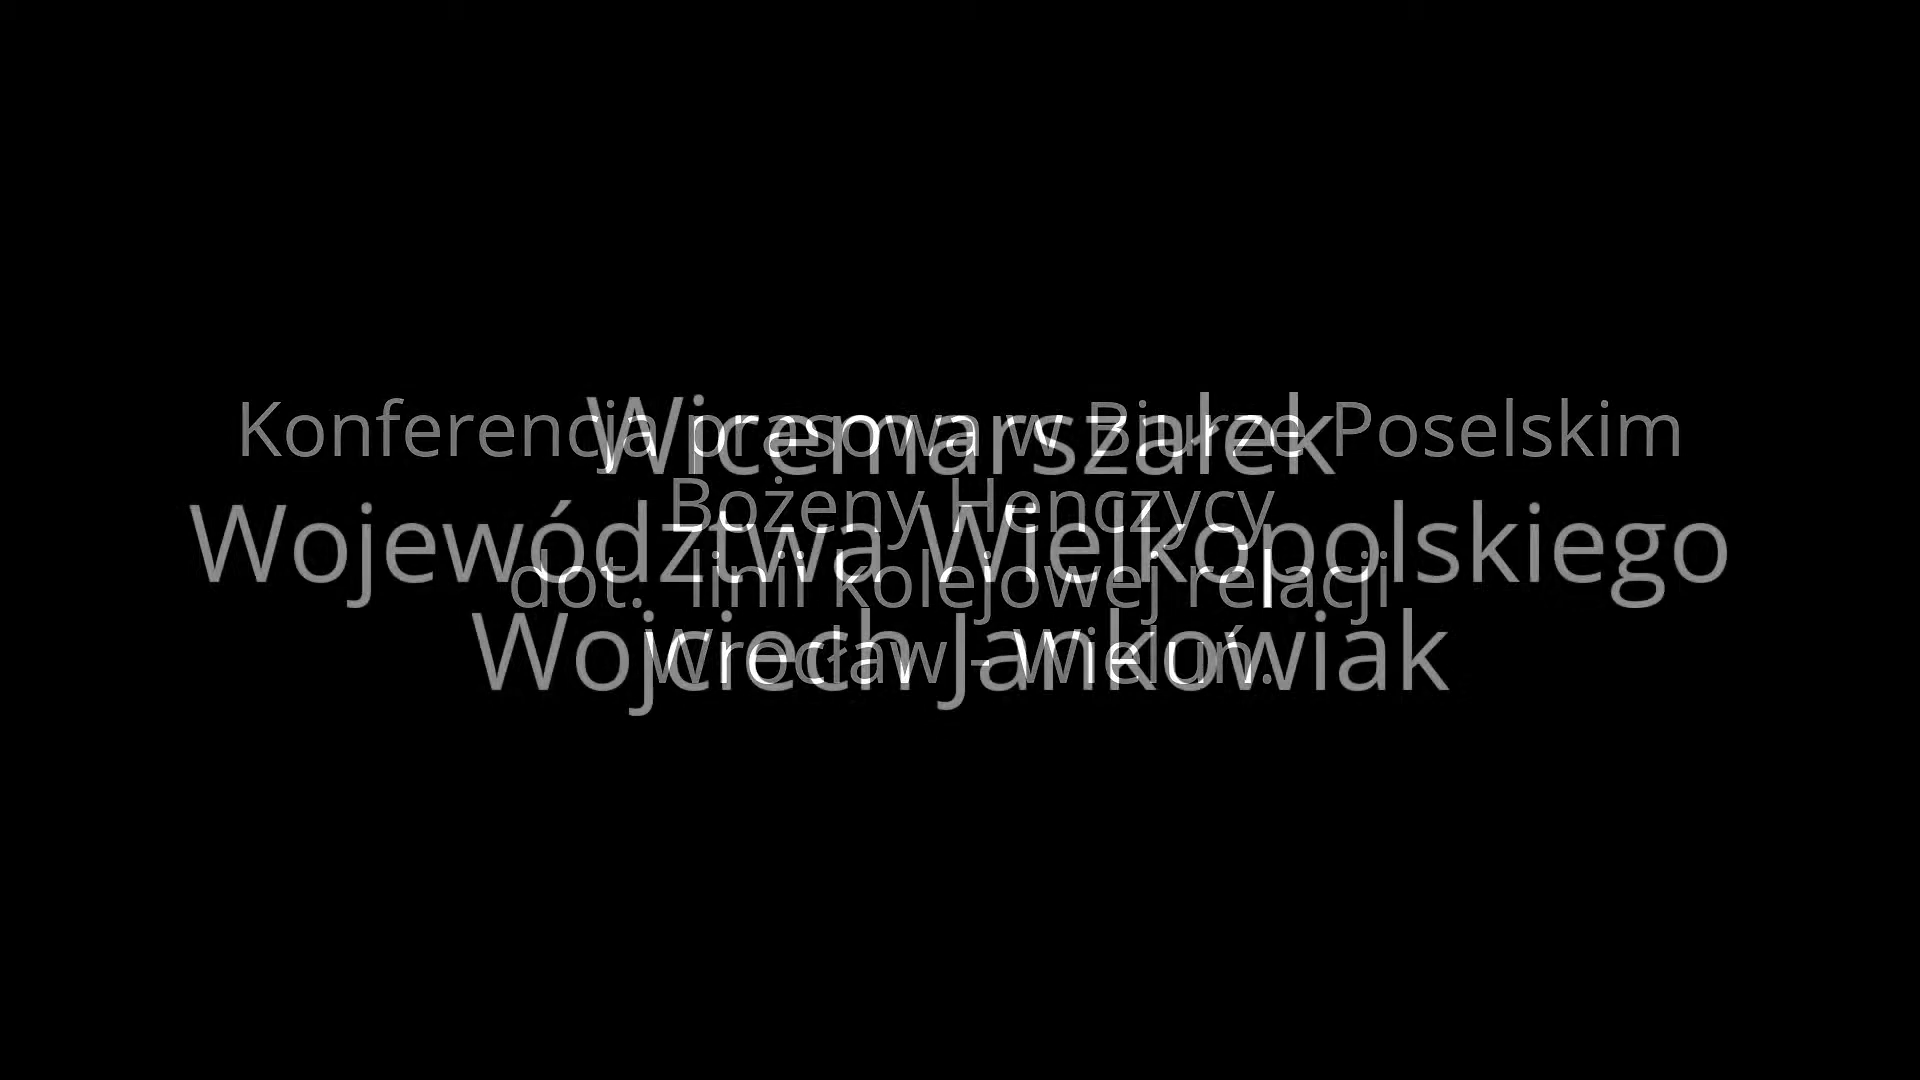 Konferencja prasowa w Biurze Poselskim
Bożeny Henczycy
dot. linii kolejowej relacji
Wrocław - Wieluń.
Wicemarszałek
Województwa Wielkopolskiego
Wojciech Jankowiak